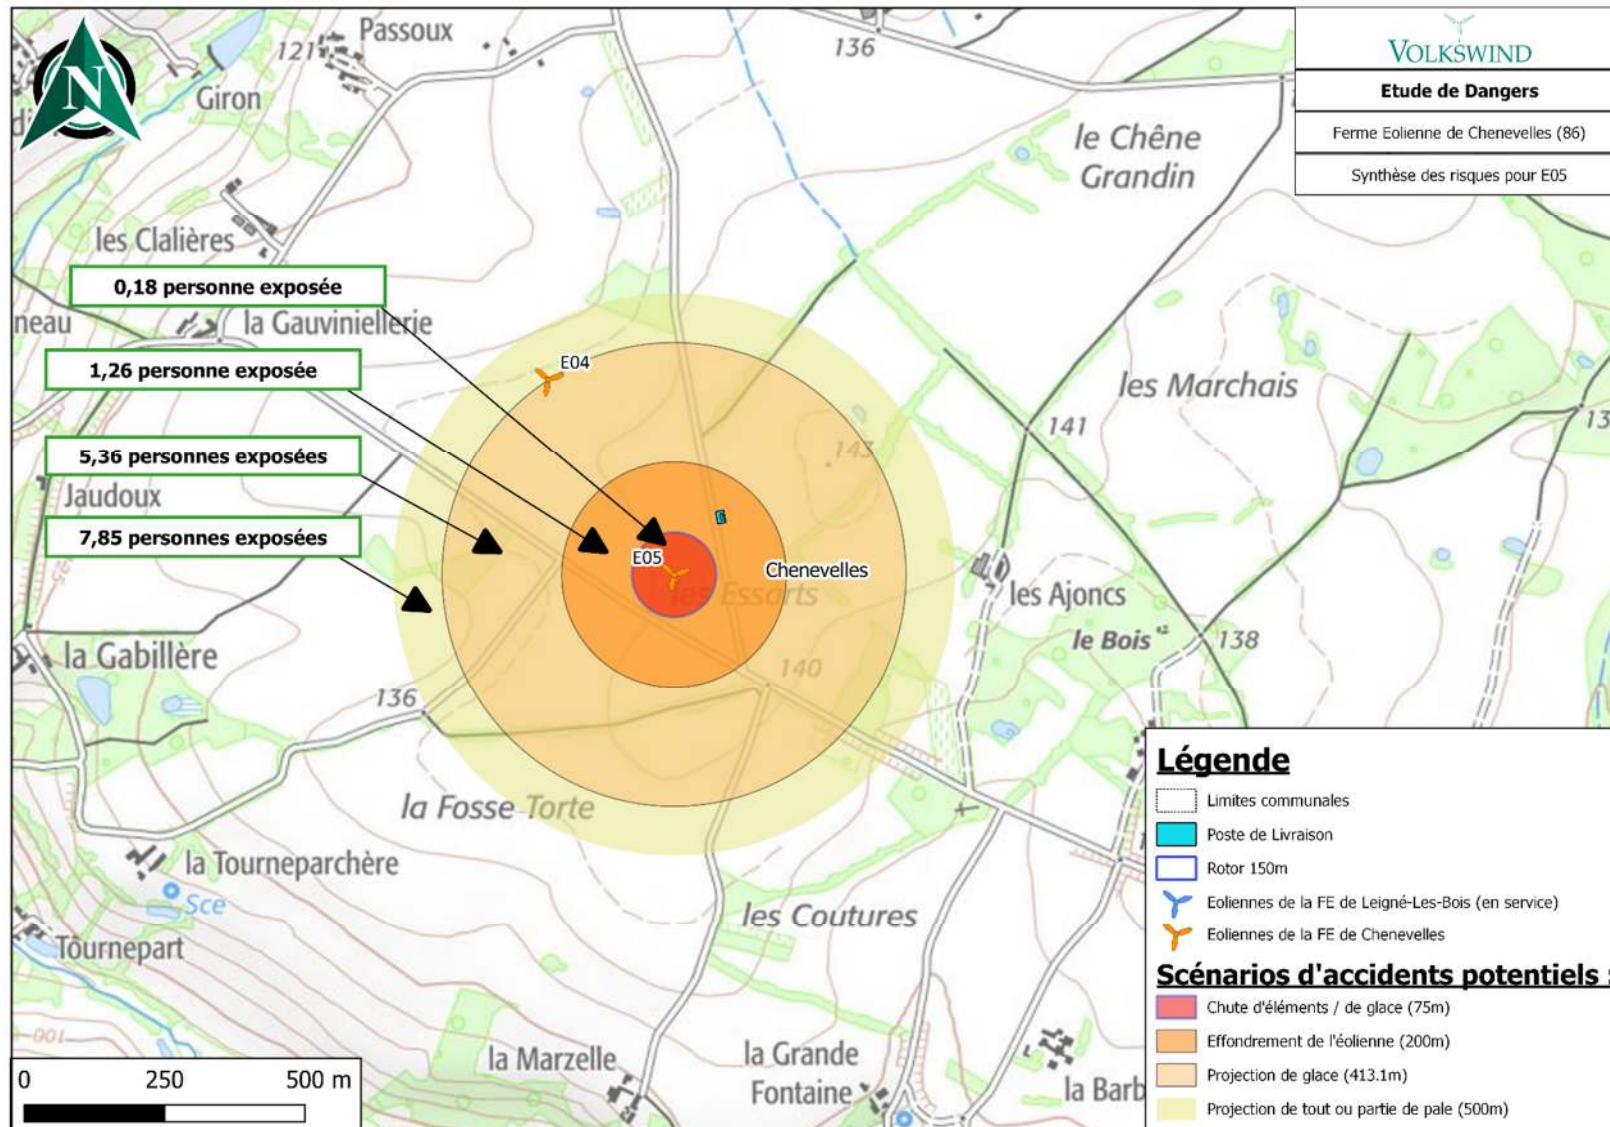 VOLKSWIND
Etude de Dangers
Ferme Eolienne de Chenevelles (86)
Synthèse des risques pour E05
N
Passoux
121
Giron
136
le Chêne
Grandin
les Clalières
0,18 personne exposée
neau
la Gauviniellerie
1,26 personne exposée
E04
les Marchais
141
143
5,36 personnes exposées
Jaudoux
7,85 personnes exposées
E05
Chenevelles
les Essarts
les Ajoncs
le Bois
138
la Gabillère
140
136
la Fosse Torte
la Tourneparchère
Sce
les Coutures
Tournepart
100
la Marzelle
la Grande
Fontaine
la Barb
0 250 500 m
Légende
Limites communales
Poste de Livraison
Rotor 150m
Eoliennes de la FE de Leigné-Les-Bois (en service)
Eoliennes de la FE de Chenevelles
Scénarios d'accidents potentiels :
Chute d'éléments / de glace (75m)
Effondrement de l'éolienne (200m)
Projection de glace (413.1m)
Projection de tout ou partie de pale (500m)